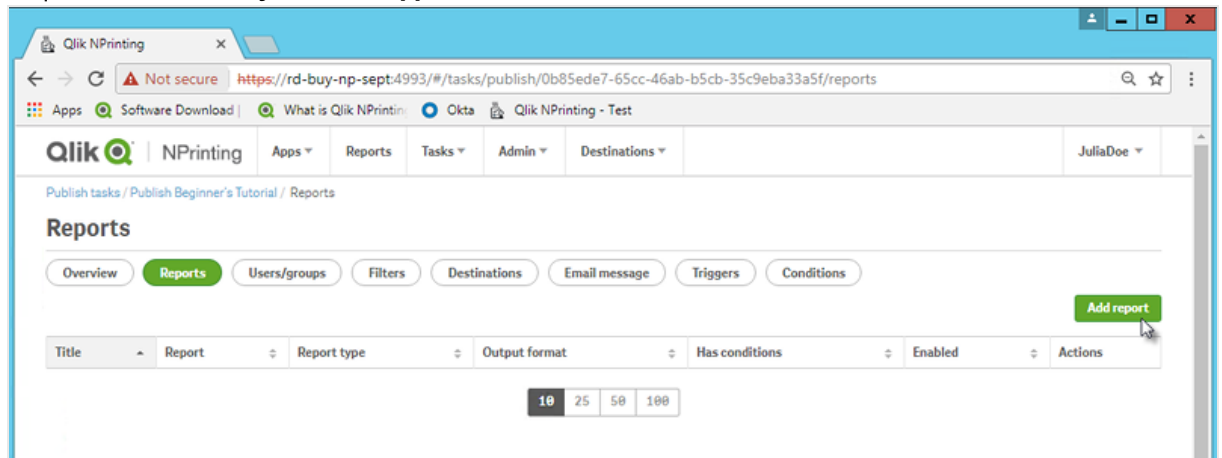 Qlik NPrinting
Not secure https://rd-buy-np-sept:4993/#/tasks/publish/0b85ede7-65cc-46ab-b5cb-35c9eba33a5f/reports
Apps Software Download | What is Qlik NPrinting Okta Qlik NPrinting - Test
Qlik NPrinting Apps Reports Tasks Admin Destinations JuliaDoe
Publish tasks / Publish Beginner's Tutorial / Reports
Reports
Overview Reports Users/groups Filters Destinations Email message Triggers Conditions
Add report
Title Report Report type Output format Has conditions Enabled Actions
10 25 50 100